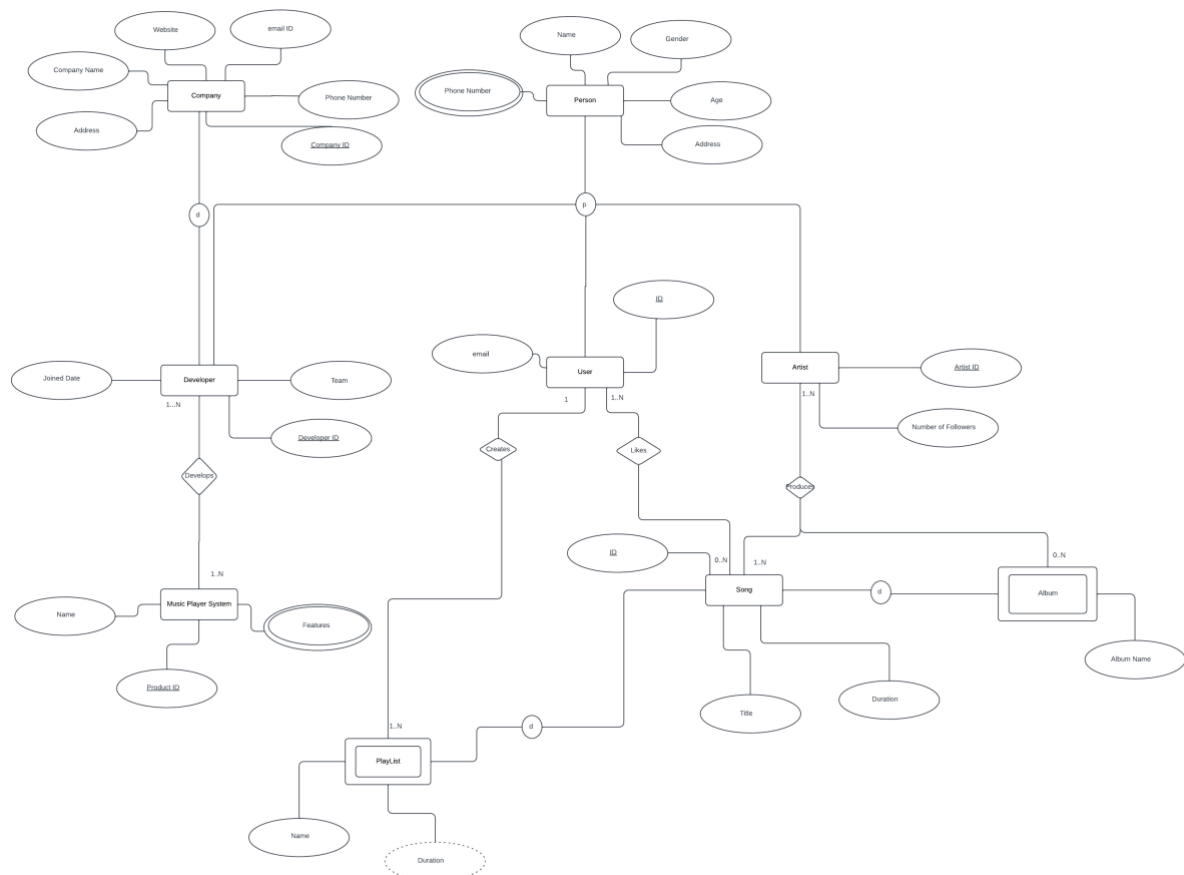 Website
email ID
Name
Gender
Company Name
Company
Phone Number
Phone Number
Person
Age
Address
Company ID
Address
d
p
ID
email
User
Artist
Artist ID
Joined Date
Developer
Team
1...N
1
1..N
1..N
Developer ID
Number of Followers
Creates
Likes
Develops
Produces
ID
0..N
1..N
0..N
1..N
Song
d
Album
Name
Music Player System
Features
Album Name
Product ID
Title
Duration
1..N
d
PlayList
Name
Duration